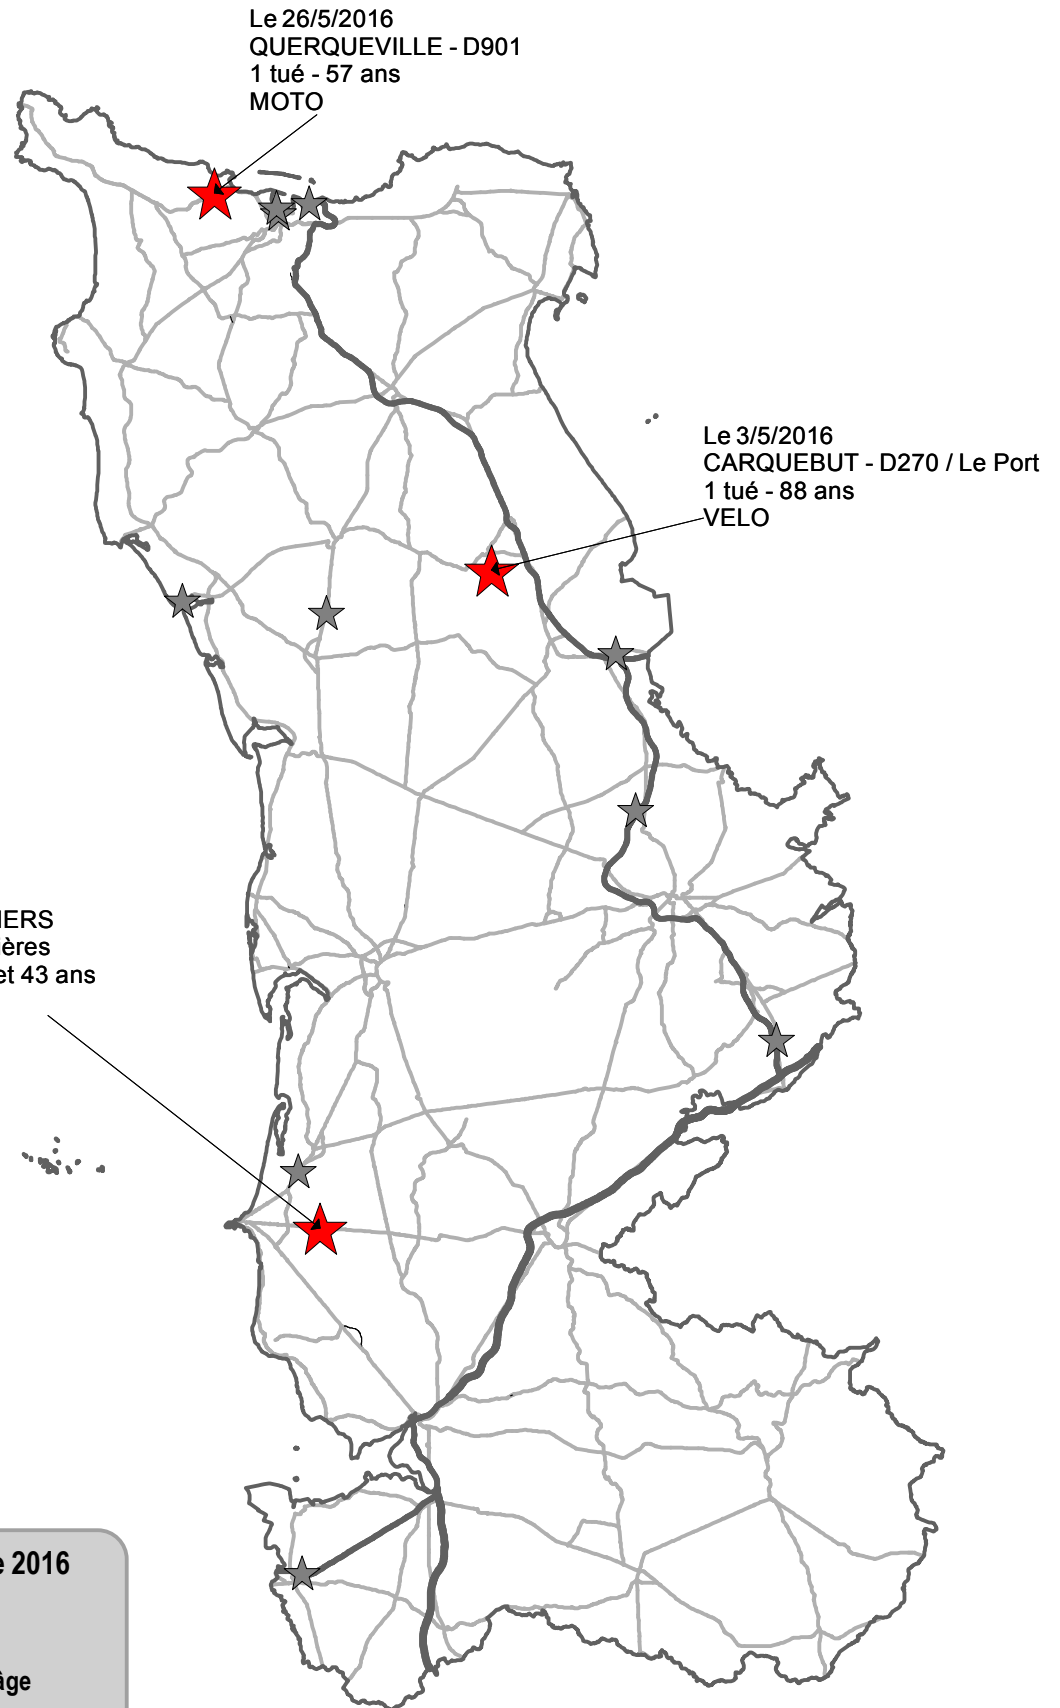 Le 26/5/2016
QUERQUEVILLE - D901
1 tué - 57 ans
MOTO
Le 3/5/2016
CARQUEBUT - D270 / Le Port
1 tué - 88 ans
VELO
IERS
ères
et 43 ans
e 2016
âge